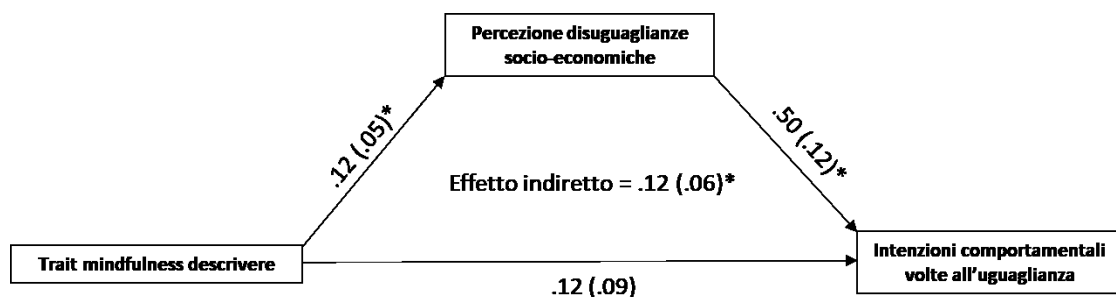 Percezione disuguaglianze
socio-economiche
.12 (.05)*
.50 (.12)*
Effetto indiretto = .12 (.06)*
Trait mindfulness descrivere
Intenzioni comportamentali
volte all'uguaglianza
.12 (.09)